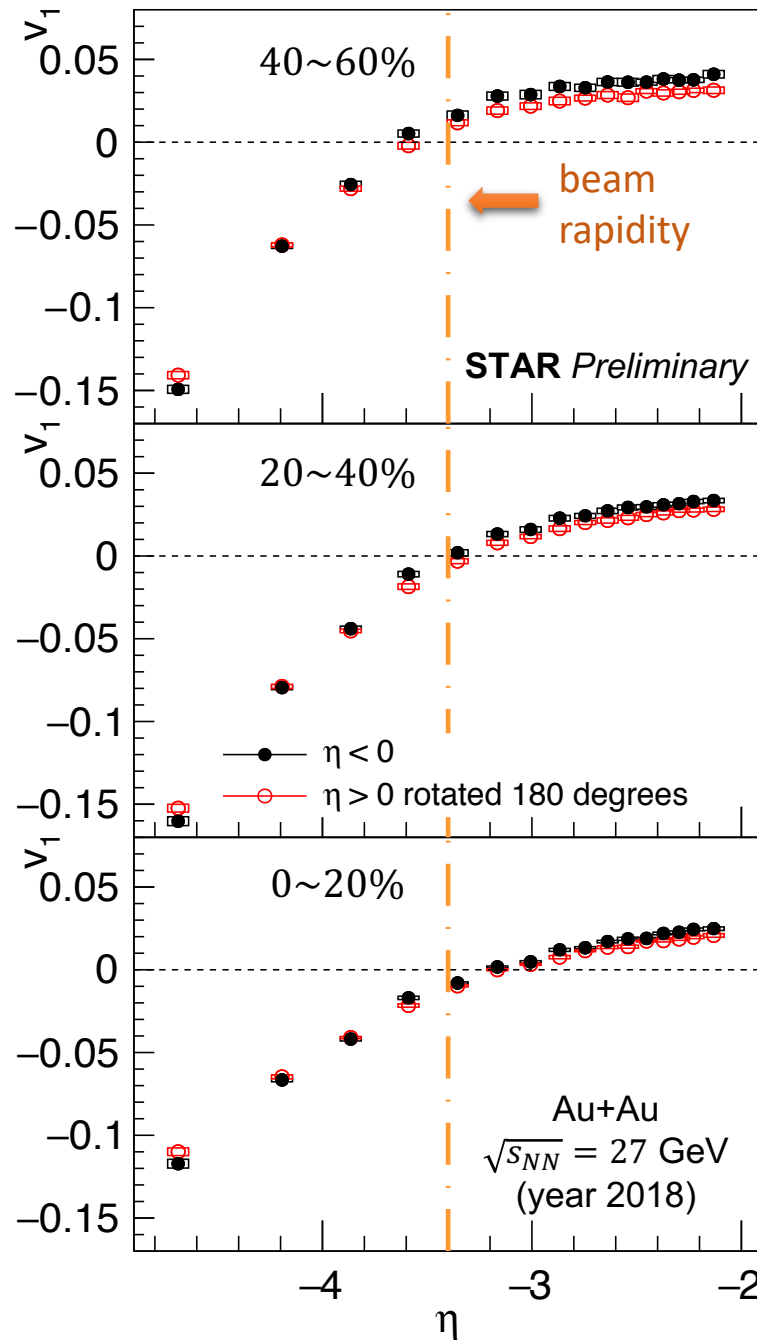 v₁
0.05
40~60%
0
beam
rapidity
−0.05
−0.1
STAR Preliminary
−0.15
v₁
0.05
20~40%
0
−0.05
−0.1
η < 0
η > 0 rotated 180 degrees
−0.15
v₁
0.05
0~20%
0
−0.05
Au+Au
−0.1
√sNN = 27 GeV
(year 2018)
−0.15
−4 −3 −2
η